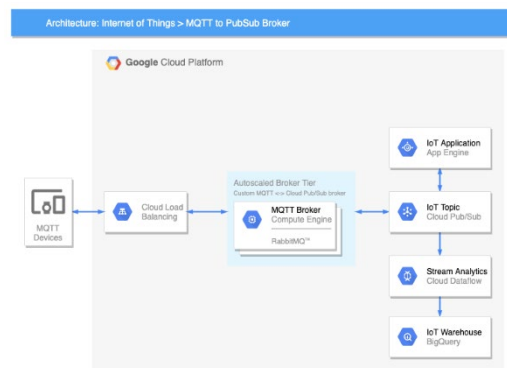 Architecture: Internet of Things > MQTT to PubSub Broker
Google Cloud Platform
IoT Application
App Engine
Autoscaled Broker Tier
Custom MQTT <=> Cloud Pub/Sub broker
MQTT Devices
Cloud Load
Balancing
MQTT Broker
Compute Engine
RabbitMQ™
IoT Topic
Cloud Pub/Sub
Stream Analytics
Cloud Dataflow
IoT Warehouse
BigQuery